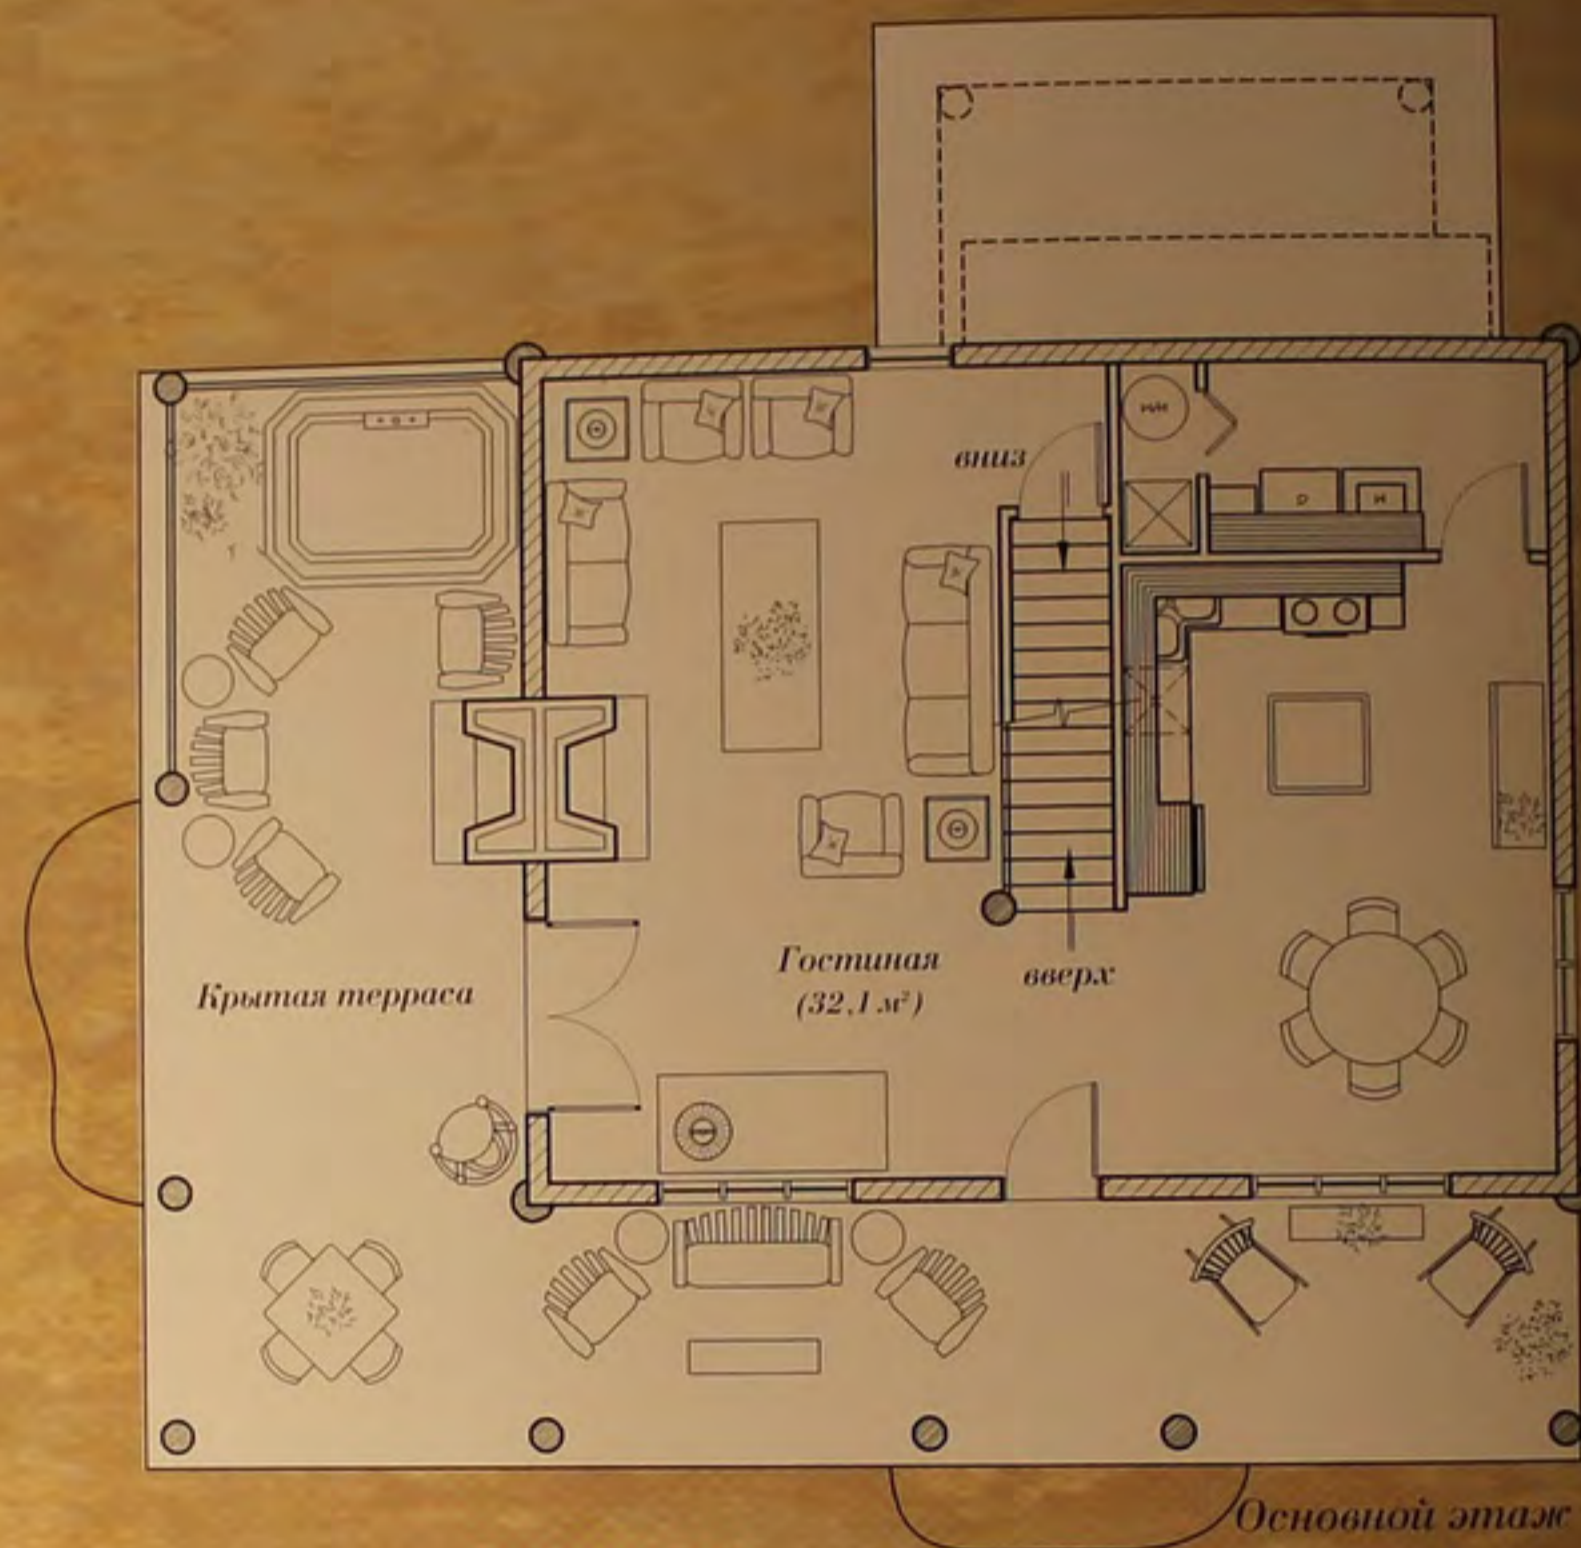 вниз
Н/Н
D
Н
Гостиная
(32,1 м²)
вверх
Крытая терраса
Основной этаж